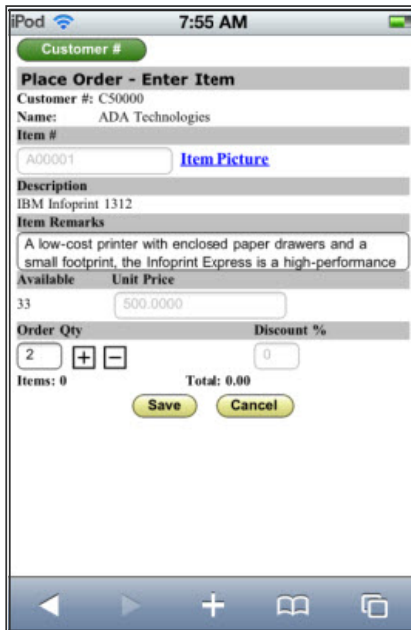 iPod 7:55 AM
Customer #
Place Order - Enter Item
Customer #: C50000
Name: ADA Technologies
Item #
A00001 Item Picture
Description
IBM Infoprint 1312
Item Remarks
A low-cost printer with enclosed paper drawers and a
small footprint, the Infoprint Express is a high-performance
Available Unit Price
33 500.0000
Order Qty Discount %
2 + − 0
Items: 0 Total: 0.00
Save Cancel